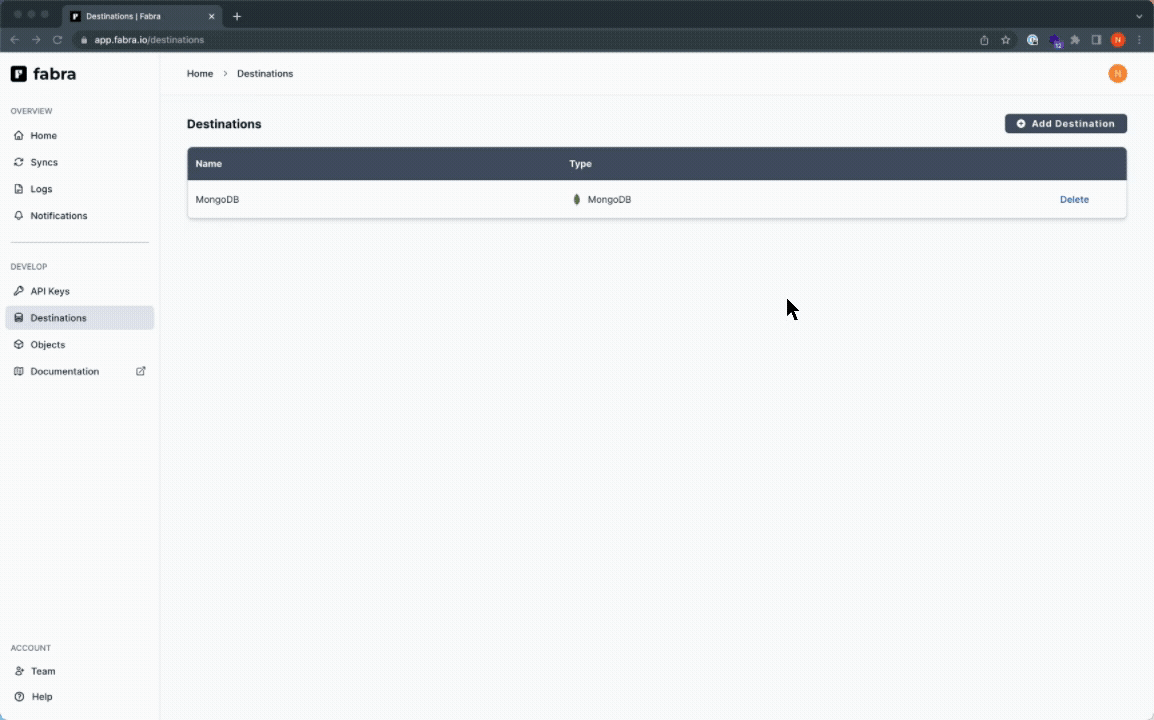 Destinations | Fabra
app.fabra.io/destinations
12
N
fabra
Home > Destinations
N
OVERVIEW
Home
Syncs
Logs
Notifications
DEVELOP
API Keys
Destinations
Objects
Documentation
ACCOUNT
Team
Help
Destinations
Add Destination
Name Type
MongoDB MongoDB Delete